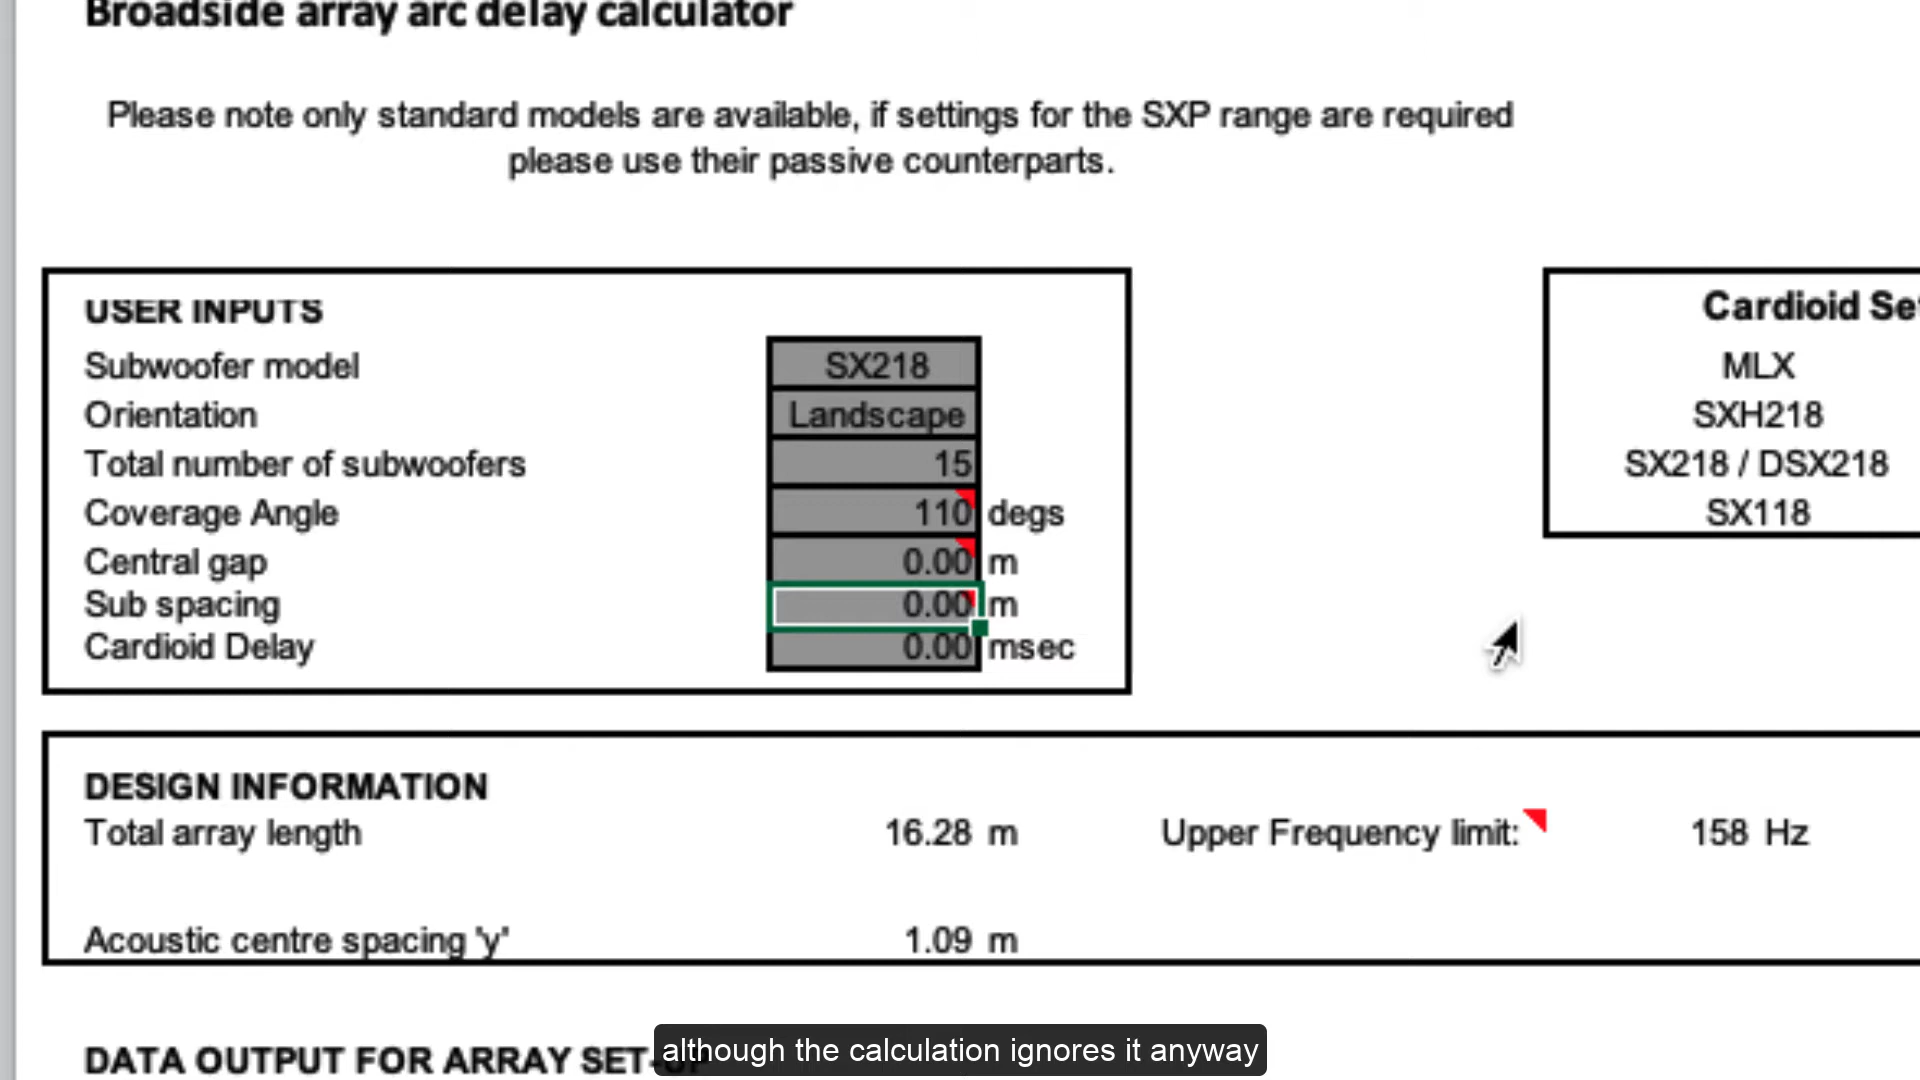 Broadside array arc delay calculator
Please note only standard models are available, if settings for the SXP range are required
please use their passive counterparts.
USER INPUTS
Subwoofer model SX218
Orientation Landscape
Total number of subwoofers 15
Coverage Angle 110 degs
Central gap 0.00 m
Sub spacing 0.00 m
Cardioid Delay 0.00 msec
Cardioid Set
MLX
SXH218
SX218 / DSX218
SX118
DESIGN INFORMATION
Total array length 16.28 m Upper Frequency limit: 158 Hz
Acoustic centre spacing 'y' 1.09 m
DATA OUTPUT FOR ARRAY SET-UP
although the calculation ignores it anyway